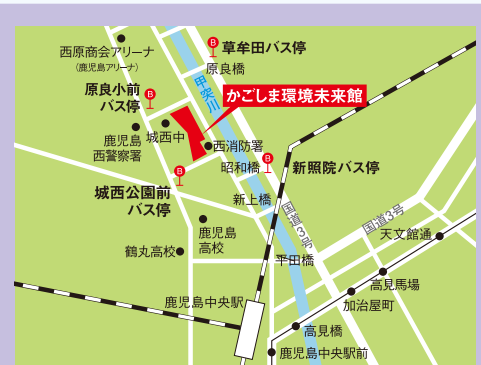 西原商会アリーナ
（鹿児島アリーナ）
B
草牟田バス停
原良橋
甲突川
原良小前
バス停
B
かごしま環境未来館
鹿児島
西警察署
城西中
西消防署
昭和橋
B
新照院バス停
B
城西公園前
バス停
新上橋
国道3号
国道3号
鹿児島
高校
天文館通
鶴丸高校
平田橋
高見馬場
鹿児島中央駅
加治屋町
高見橋
鹿児島中央駅前